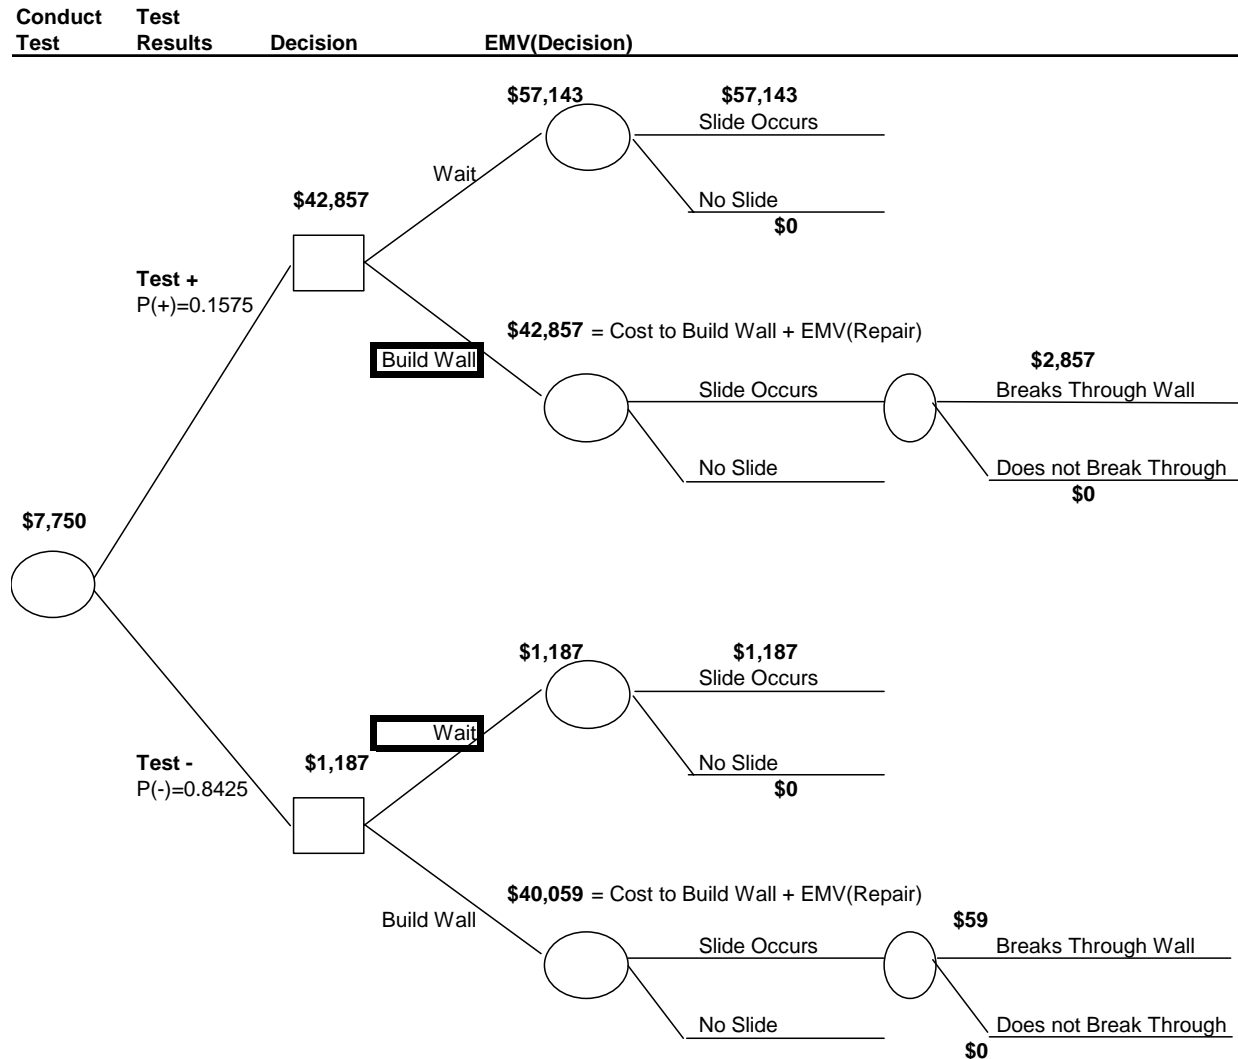 Conduct Test
Test Results Decision EMV(Decision)
$57,143 $57,143
Slide Occurs
Wait
No Slide
$42,857
$0
Test +
P(+)=0.1575
$42,857 = Cost to Build Wall + EMV(Repair)
Build Wall
$2,857
Slide Occurs
Breaks Through Wall
No Slide
Does not Break Through
$0
$7,750
$1,187 $1,187
Slide Occurs
Wait
Test -
$1,187
No Slide
P(-)=0.8425
$0
$40,059 = Cost to Build Wall + EMV(Repair)
Build Wall
$59
Slide Occurs
Breaks Through Wall
No Slide
Does not Break Through
$0